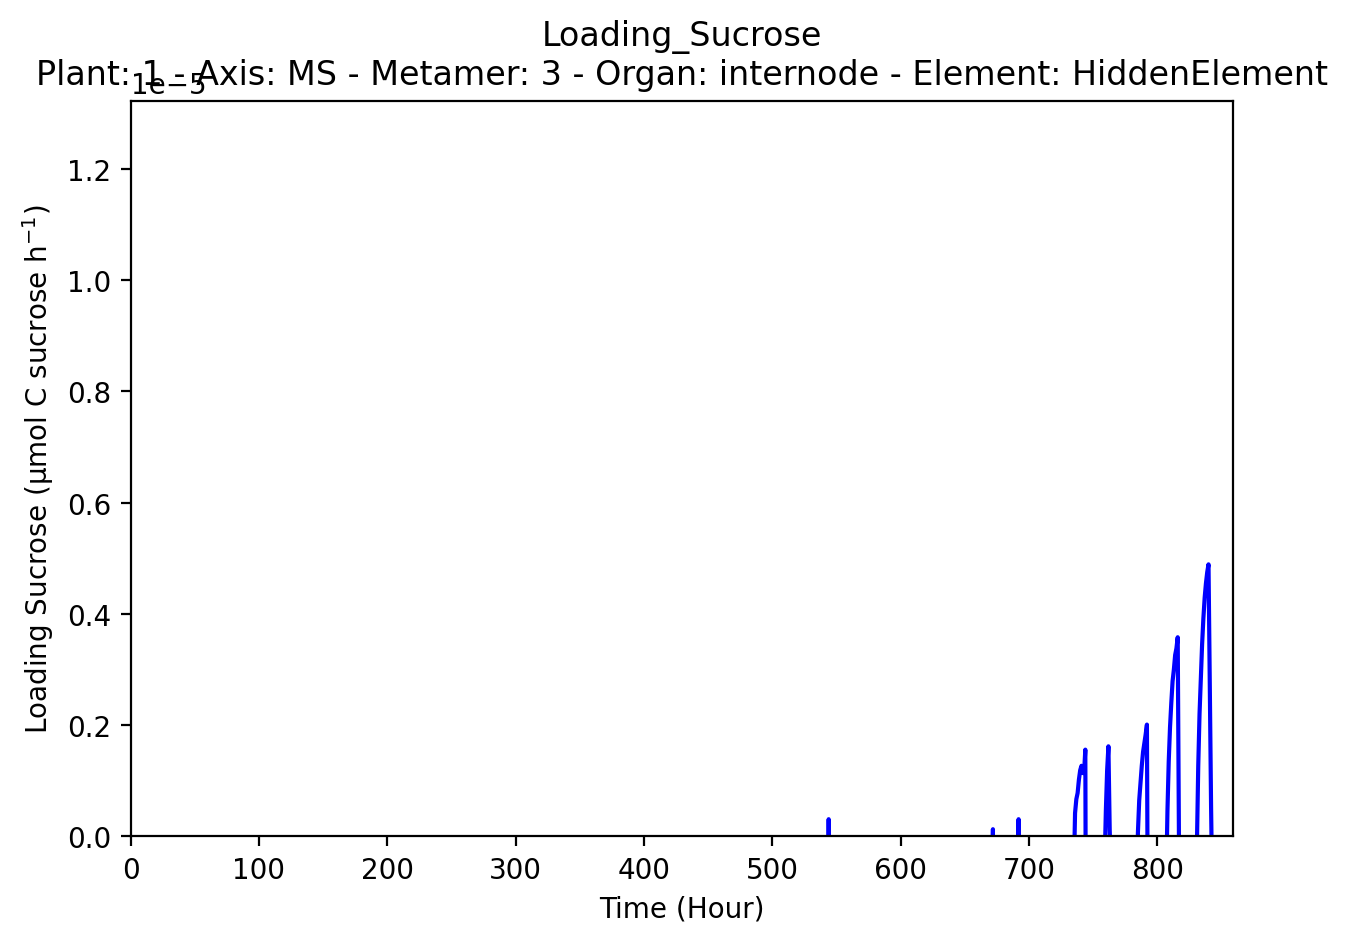 Loading_Sucrose
Plant: 1 - Axis: MS - Metamer: 3 - Organ: internode - Element: HiddenElement
1e−5
1.2
1.0
0.8
0.6
0.4
0.2
0.0
Loading Sucrose (µmol C sucrose h⁻¹)
0 100 200 300 400 500 600 700 800
Time (Hour)